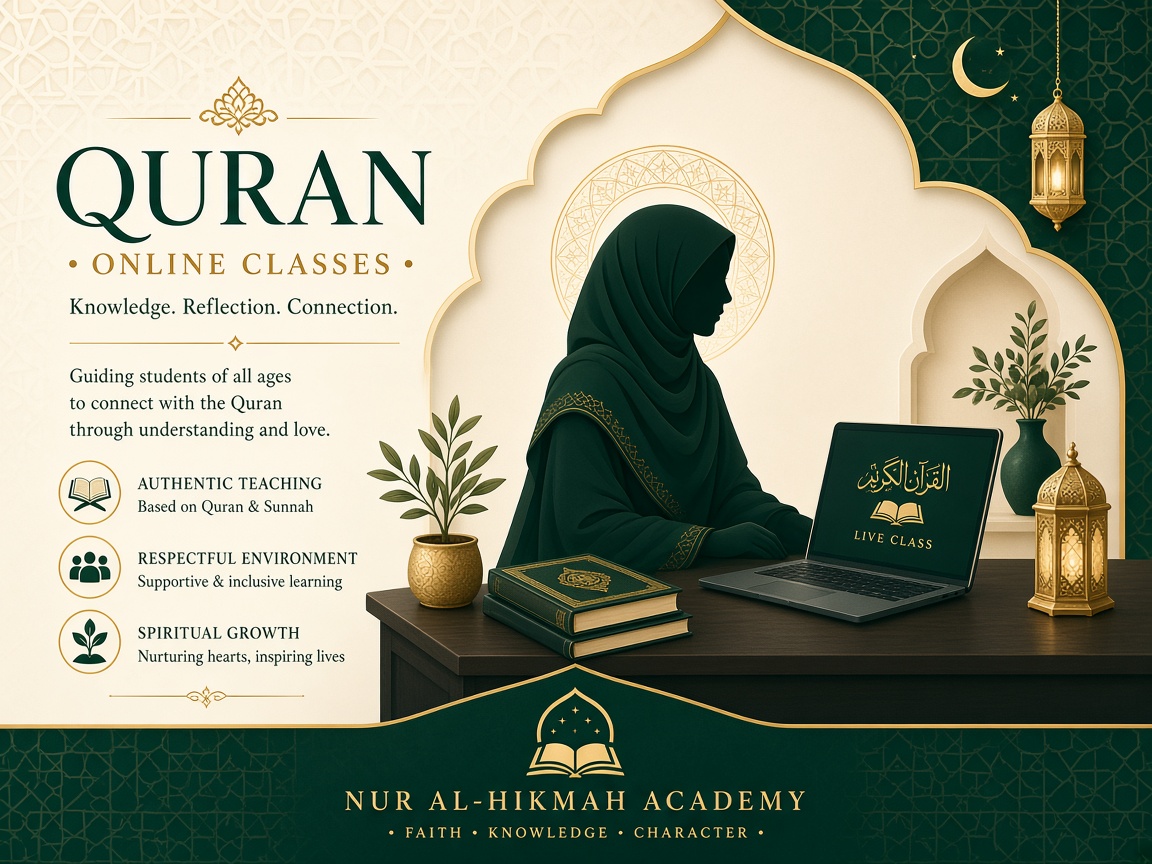 QURAN
• ONLINE CLASSES •
Knowledge. Reflection. Connection.
Guiding students of all ages
to connect with the Quran
through understanding and love.
AUTHENTIC TEACHING
Based on Quran & Sunnah
RESPECTFUL ENVIRONMENT
Supportive & inclusive learning
SPIRITUAL GROWTH
Nurturing hearts, inspiring lives
القرآن الكريم
LIVE CLASS
NUR AL-HIKMAH ACADEMY
• FAITH • KNOWLEDGE • CHARACTER •